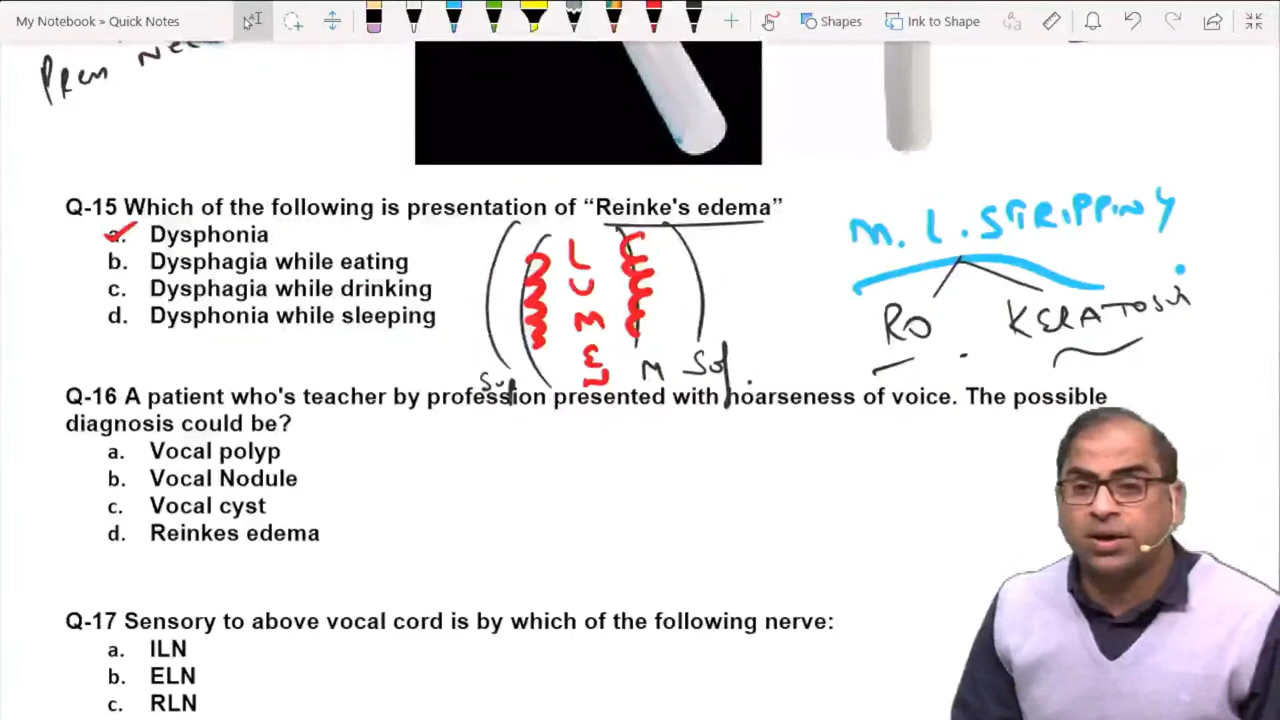 My Notebook » Quick Notes
Shapes
Ink to Shape
Q-15 Which of the following is presentation of “Reinke's edema”
a. Dysphonia
b. Dysphagia while eating
c. Dysphagia while drinking
d. Dysphonia while sleeping
LUMEN
M
M. L. STRIPPING
RO
KERATOSIS
Q-16 A patient who's teacher by profession presented with hoarseness of voice. The possible
diagnosis could be?
a. Vocal polyp
b. Vocal Nodule
c. Vocal cyst
d. Reinkes edema
Q-17 Sensory to above vocal cord is by which of the following nerve:
a. ILN
b. ELN
c. RLN